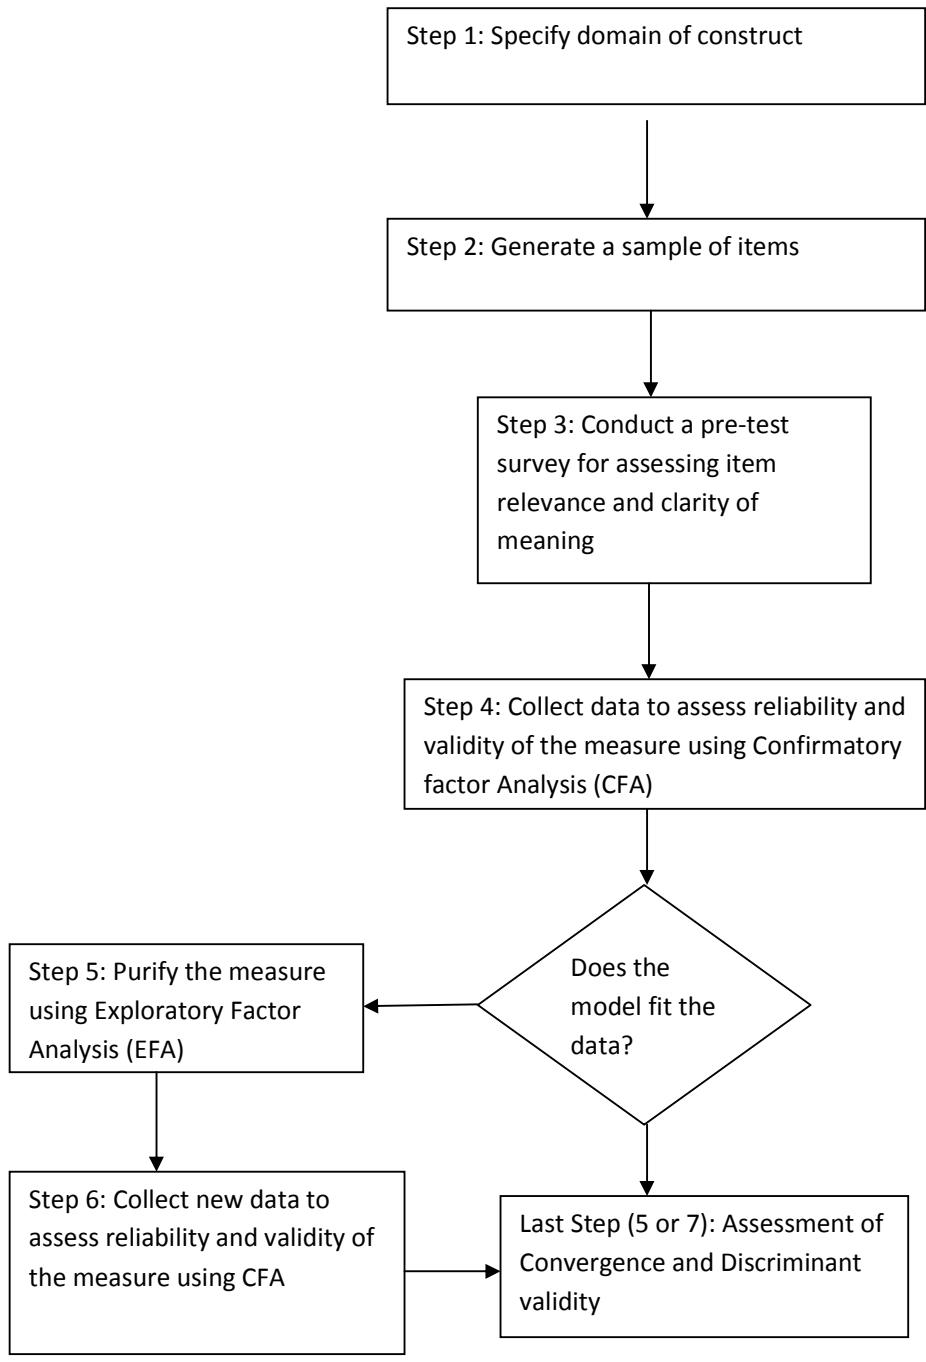 Step 1: Specify domain of construct
Step 2: Generate a sample of items
Step 3: Conduct a pre-test
survey for assessing item
relevance and clarity of
meaning
Step 4: Collect data to assess reliability and
validity of the measure using Confirmatory
factor Analysis (CFA)
Does the
model fit the
data?
Step 5: Purify the measure
using Exploratory Factor
Analysis (EFA)
Step 6: Collect new data to
assess reliability and validity of
the measure using CFA
Last Step (5 or 7): Assessment of
Convergence and Discriminant
validity